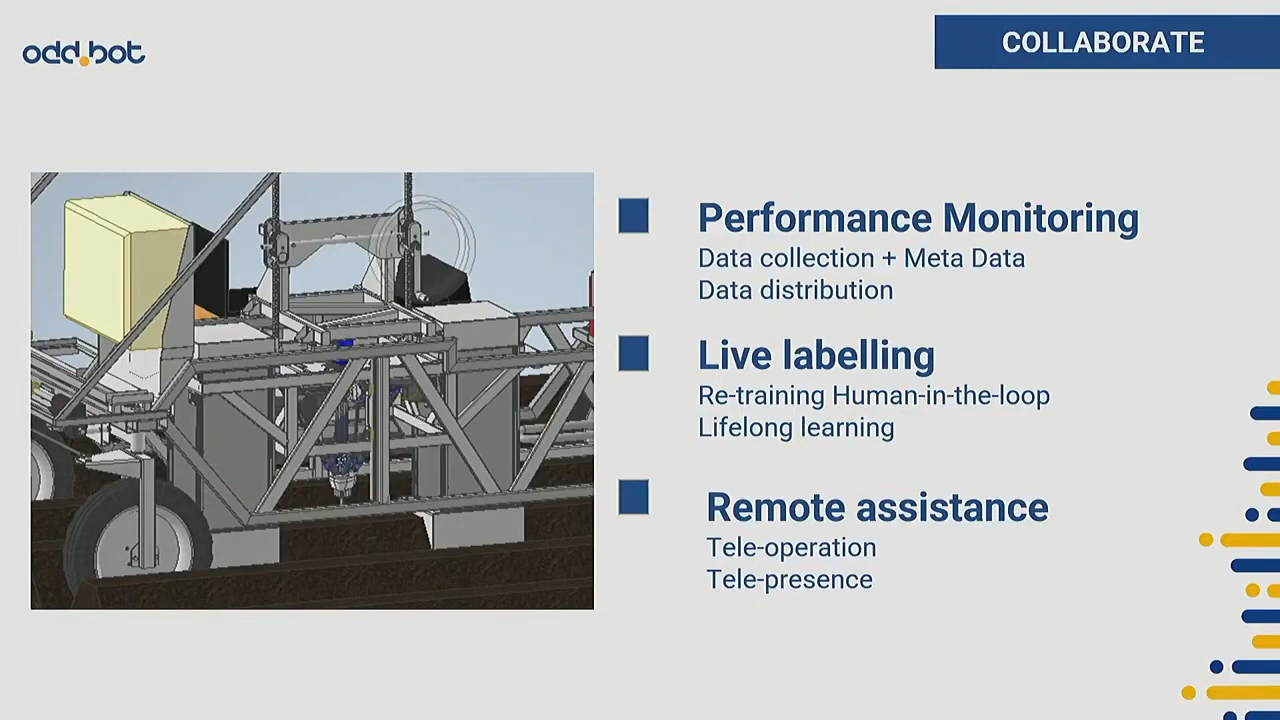 odd.bot
COLLABORATE
Performance Monitoring
Data collection + Meta Data
Data distribution
Live labelling
Re-training Human-in-the-loop
Lifelong learning
Remote assistance
Tele-operation
Tele-presence